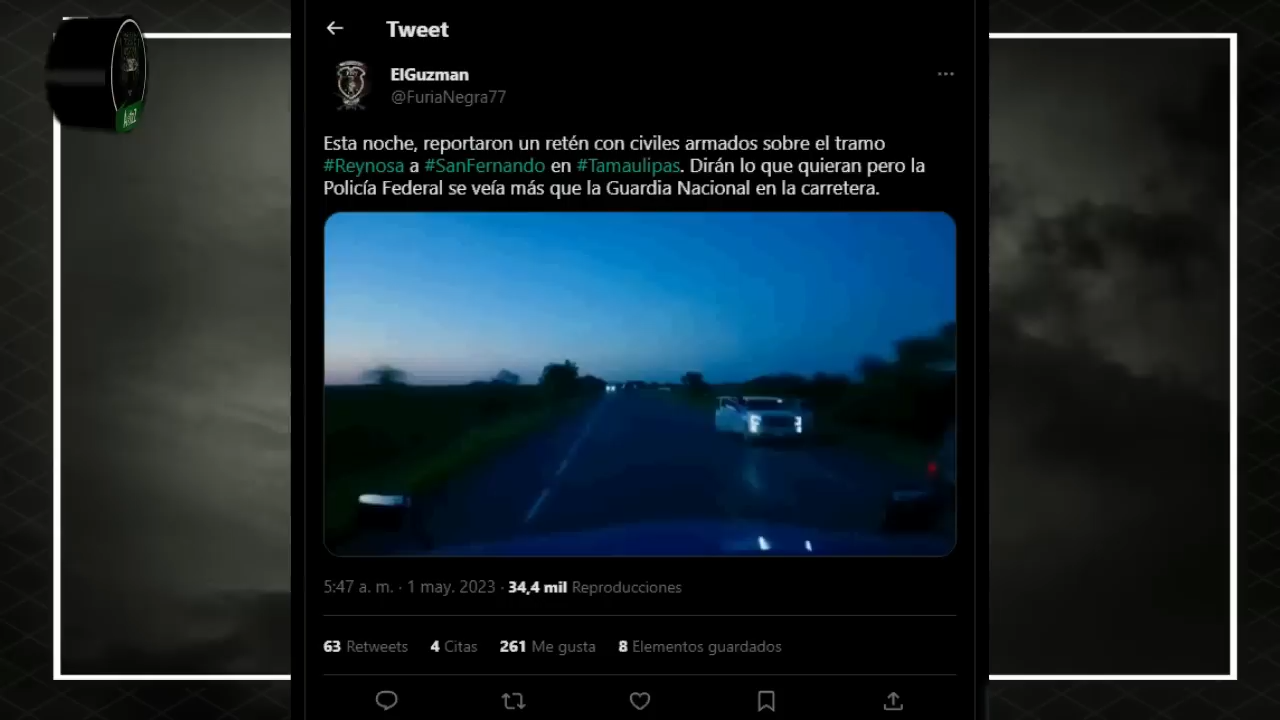 Tweet
ElGuzman
@FuriaNegra77
Esta noche, reportaron un retén con civiles armados sobre el tramo
#Reynosa a #SanFernando en #Tamaulipas. Dirán lo que quieran pero la
Policía Federal se veía más que la Guardia Nacional en la carretera.
5:47 a. m. · 1 may. 2023 · 34,4 mil Reproducciones
63 Retweets 4 Citas 261 Me gusta 8 Elementos guardados